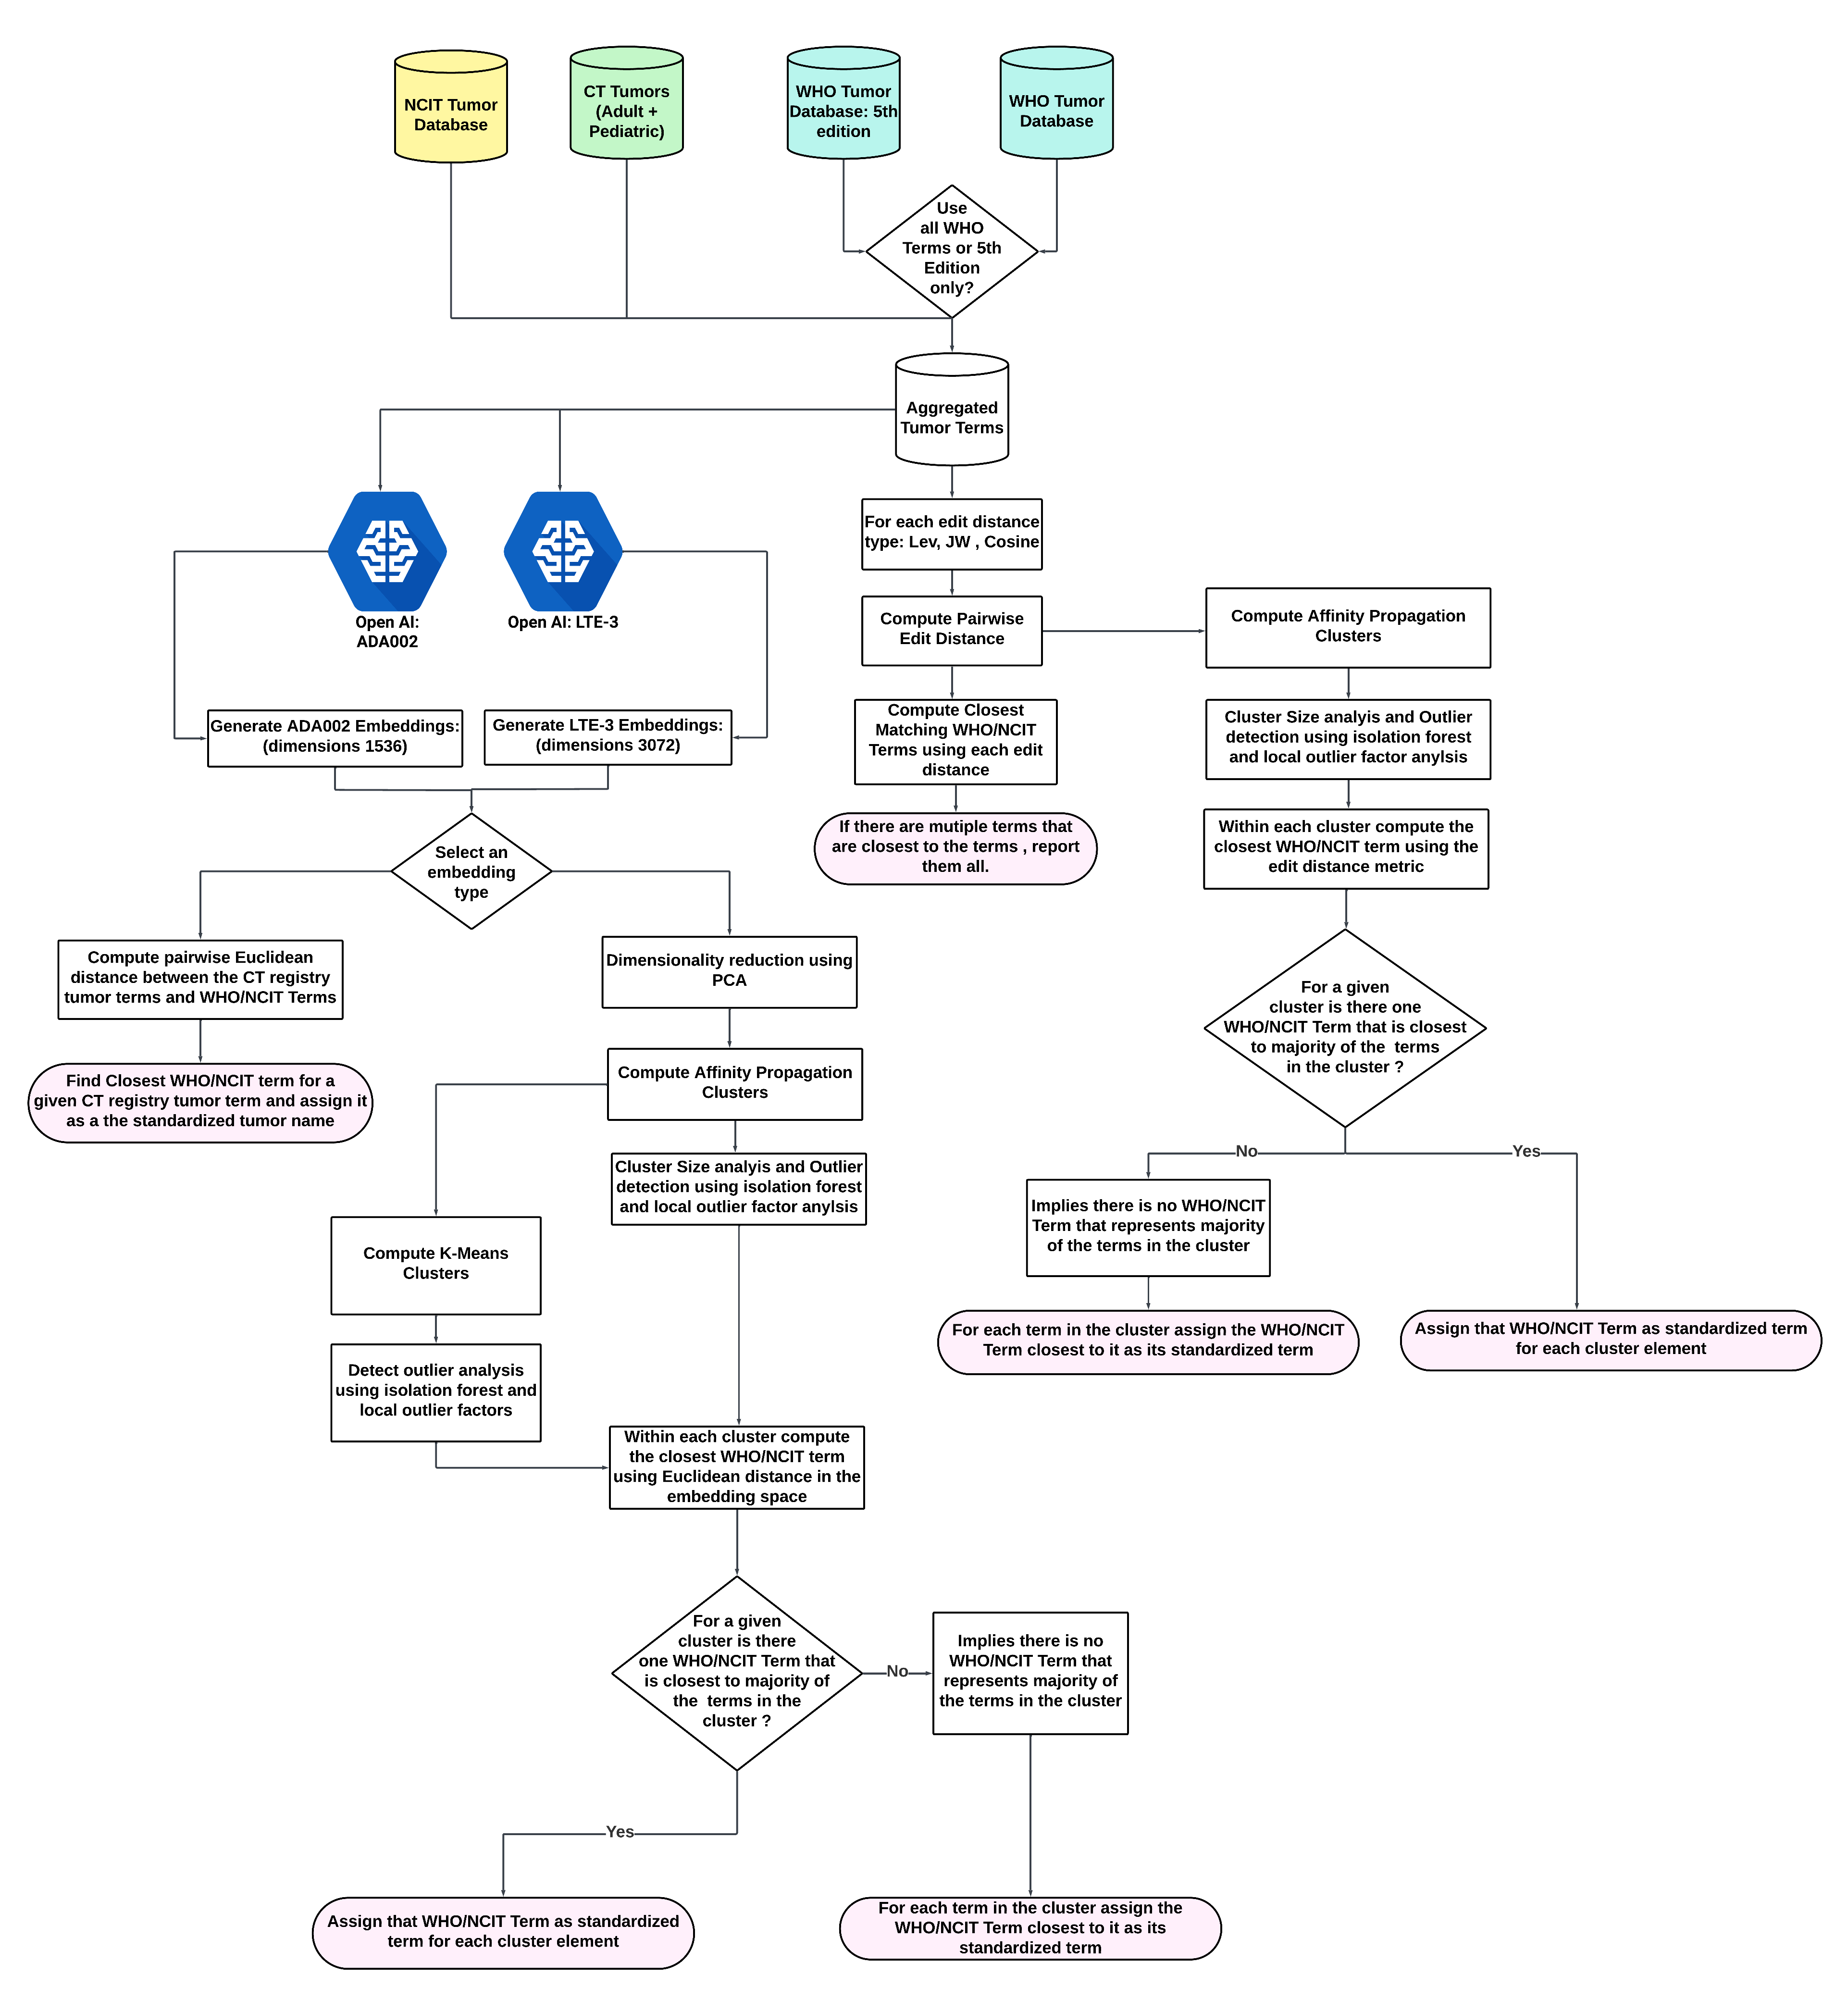 NCIT Tumor
Database
CT Tumors
(Adult +
Pediatric)
WHO Tumor
Database: 5th
edition
WHO Tumor
Database
Use
all WHO
Terms or 5th
Edition
only?
Aggregated
Tumor Terms
Open AI:
ADA002
Open AI: LTE-3
For each edit distance
type: Lev, JW , Cosine
Compute Pairwise
Edit Distance
Compute Affinity Propagation
Clusters
Generate ADA002 Embeddings:
(dimensions 1536)
Generate LTE-3 Embeddings:
(dimensions 3072)
Compute Closest
Matching WHO/NCIT
Terms using each edit
distance
Cluster Size analyis and Outlier
detection using isolation forest
and local outlier factor anylsis
If there are mutiple terms that
are closest to the terms , report
them all.
Within each cluster compute the
closest WHO/NCIT term using the
edit distance metric
Select an
embedding
type
Compute pairwise Euclidean
distance between the CT registry
tumor terms and WHO/NCIT Terms
Dimensionality reduction using
PCA
For a given
cluster is there one
WHO/NCIT Term that is closest
to majority of the  terms
in the cluster ?
Find Closest WHO/NCIT term for a
given CT registry tumor term and assign it
as a the standardized tumor name
Compute Affinity Propagation
Clusters
No
Yes
Cluster Size analyis and Outlier
detection using isolation forest
and local outlier factor anylsis
Implies there is no WHO/NCIT
Term that represents majority
of the terms in the cluster
Compute K-Means
Clusters
For each term in the cluster assign the WHO/NCIT
Term closest to it as its standardized term
Assign that WHO/NCIT Term as standardized term
for each cluster element
Detect outlier analysis
using isolation forest and
local outlier factors
Within each cluster compute
the closest WHO/NCIT term
using Euclidean distance in the
embedding space
For a given
cluster is there
one WHO/NCIT Term that
is closest to majority of
the  terms in the
cluster ?
No
Implies there is no
WHO/NCIT Term that
represents majority of
the terms in the cluster
Yes
Assign that WHO/NCIT Term as standardized
term for each cluster element
For each term in the cluster assign the
WHO/NCIT Term closest to it as its
standardized term